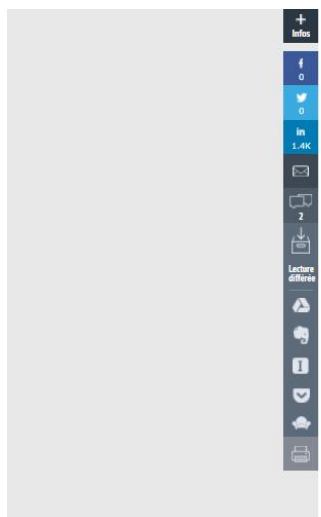 +
Infos
f
0
0
in
1.4K
2
Lecture
différée
I